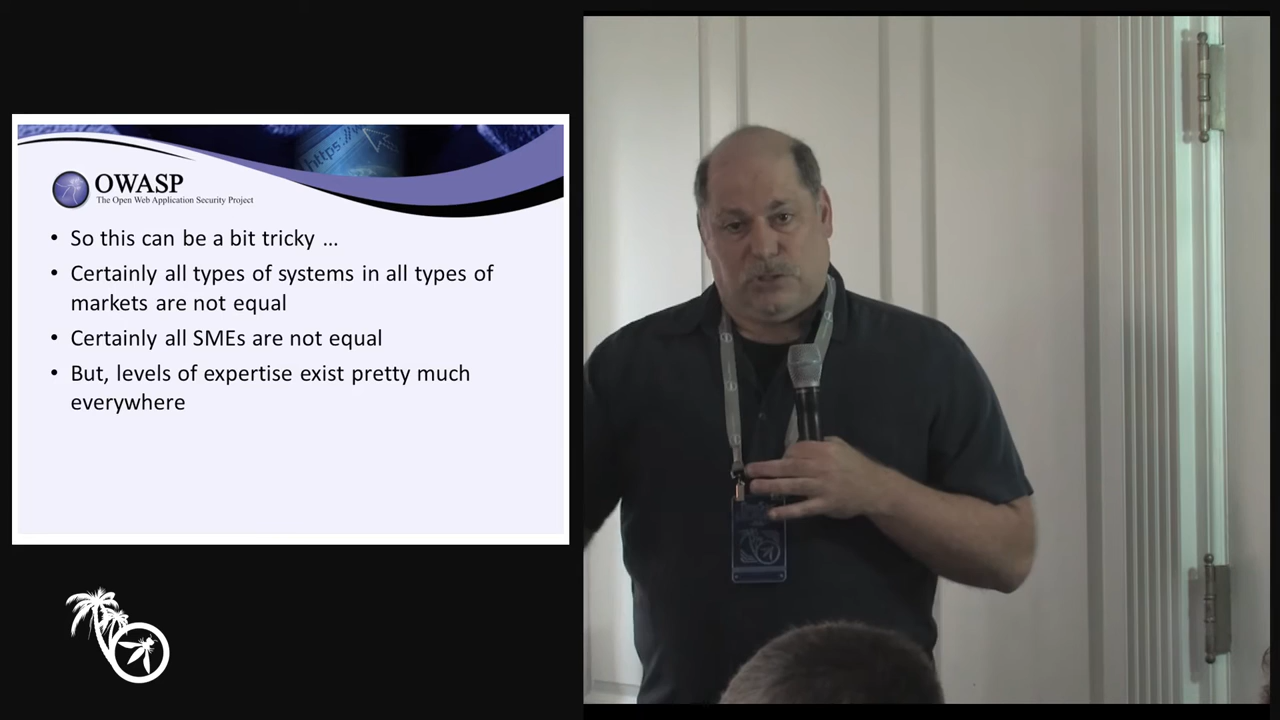 https://
OWASP
The Open Web Application Security Project
• So this can be a bit tricky …
• Certainly all types of systems in all types of
markets are not equal
• Certainly all SMEs are not equal
• But, levels of expertise exist pretty much
everywhere